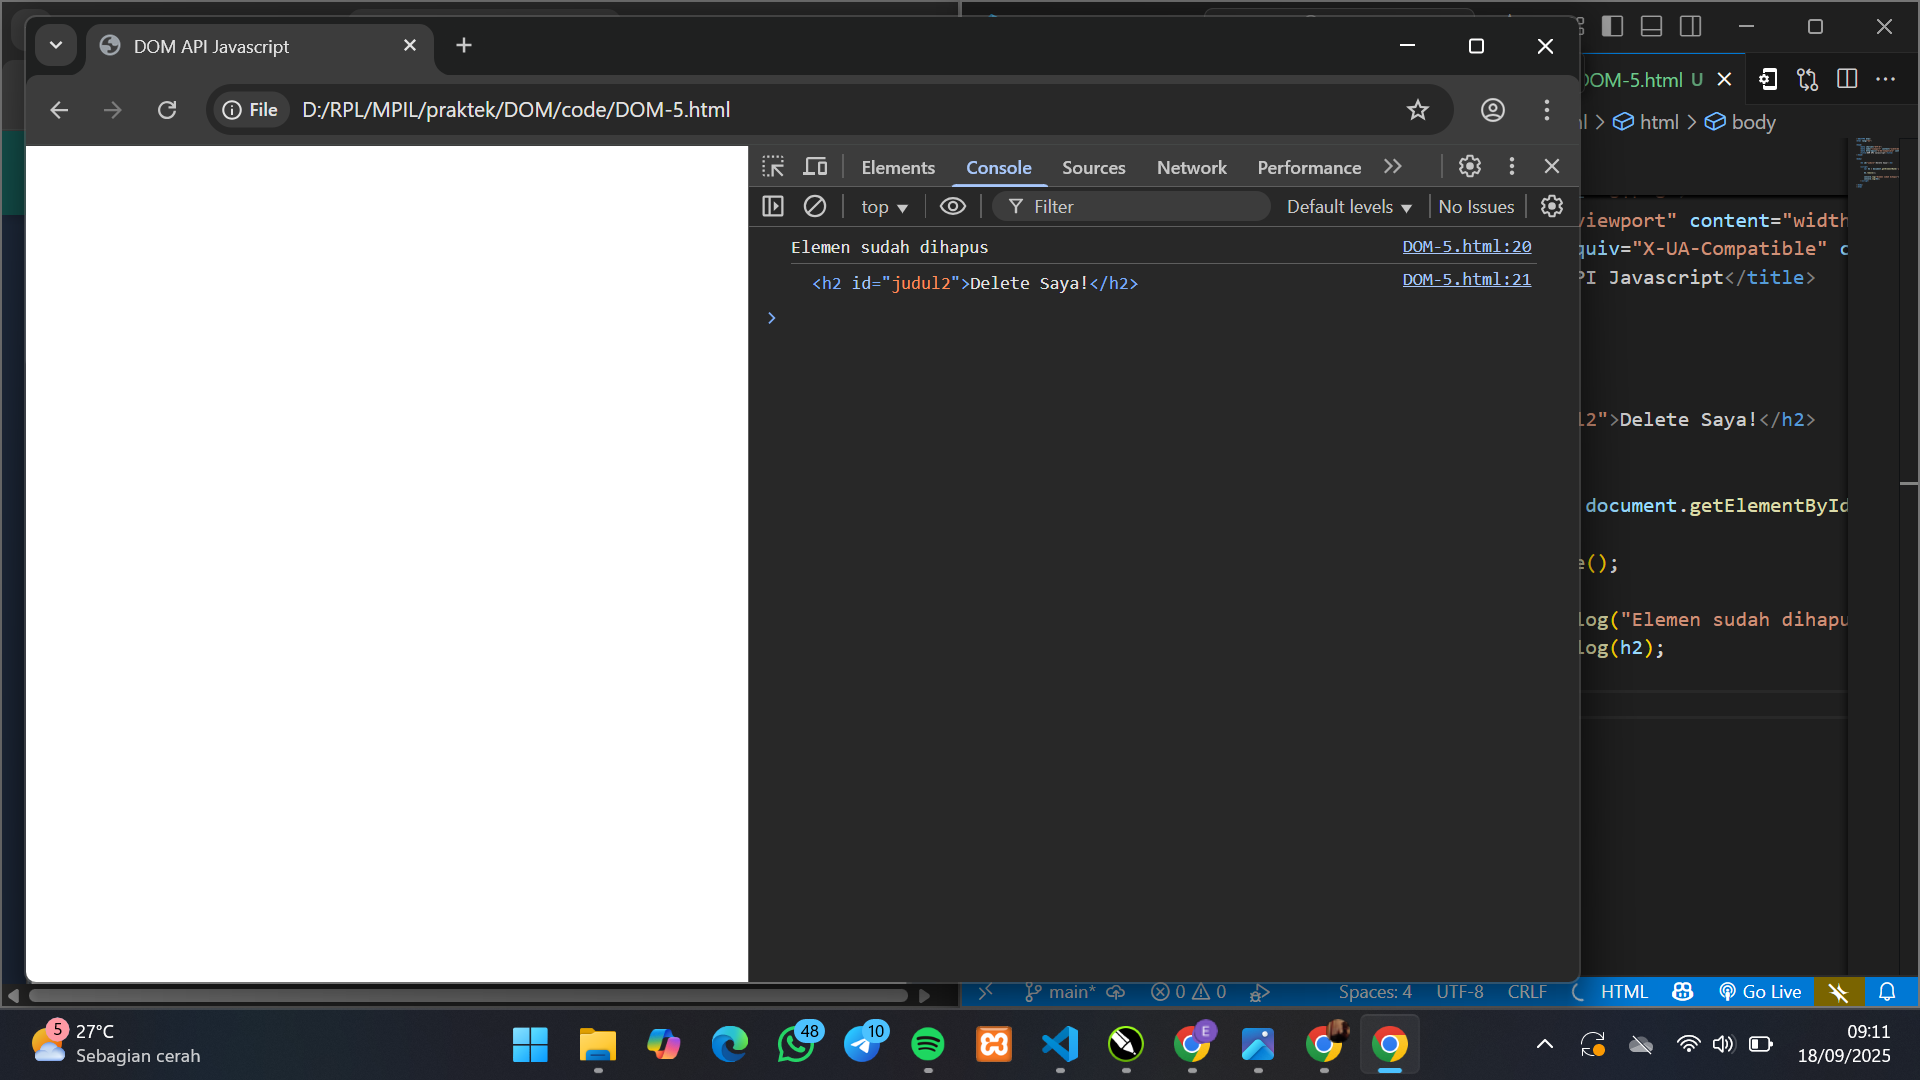 DOM API Javascript
File D:/RPL/MPIL/praktek/DOM/code/DOM-5.html
Elements Console Sources Network Performance
top Filter Default levels No Issues
Elemen sudah dihapus DOM-5.html:20
<h2 id="judul2">Delete Saya!</h2> DOM-5.html:21
DOM-5.html U
html body
viewport" content="width
quiv="X-UA-Compatible" c
PI Javascript</title>
l2">Delete Saya!</h2>
document.getElementById
e();
log("Elemen sudah dihapu
log(h2);
main* 0 0 Spaces: 4 UTF-8 CRLF HTML Go Live
5 27°C
Sebagian cerah
48
10
E
09:11
18/09/2025